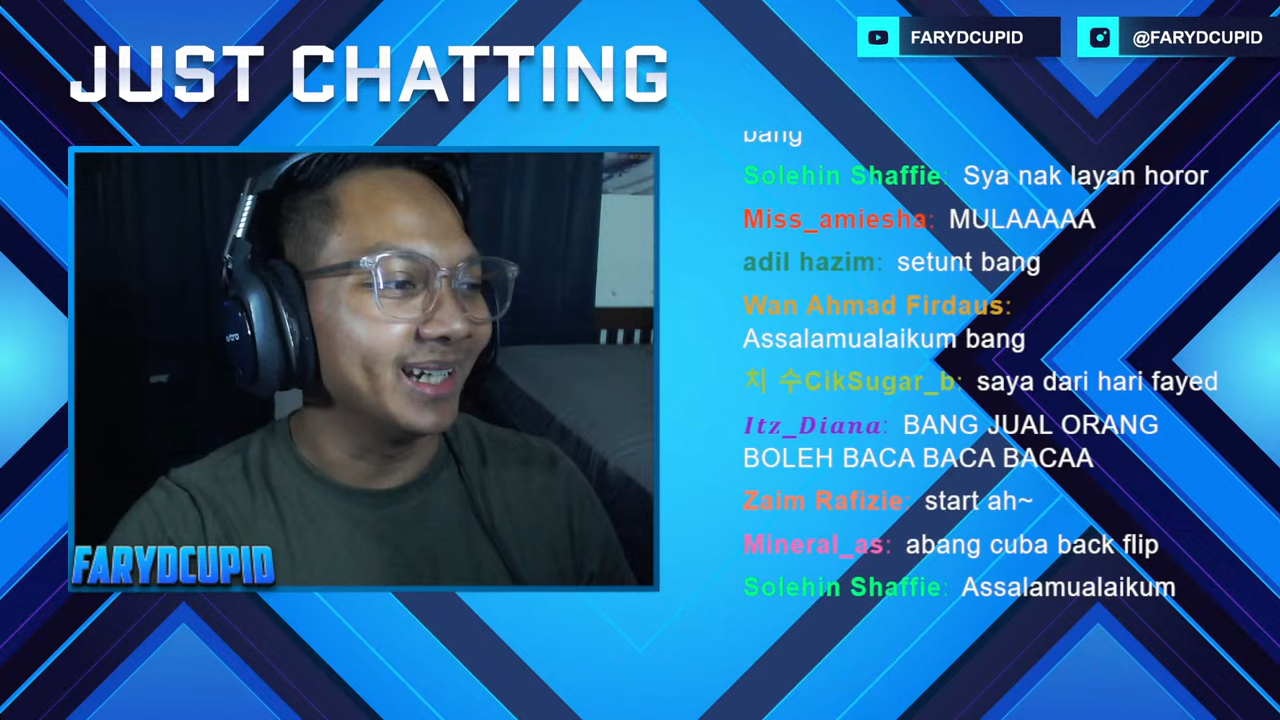 JUST CHATTING
FARYDCUPID
@FARYDCUPID
bang
Solehin Shaffie: Sya nak layan horor
Miss_amiesha: MULAAAAA
adil hazim: setunt bang
Wan Ahmad Firdaus:
Assalamualaikum bang
치 수CikSugar_b: saya dari hari fayed
Itz_Diana: BANG JUAL ORANG
BOLEH BACA BACA BACAA
Zaim Rafizie: start ah~
Mineral_as: abang cuba back flip
Solehin Shaffie: Assalamualaikum
FARYDCUPID